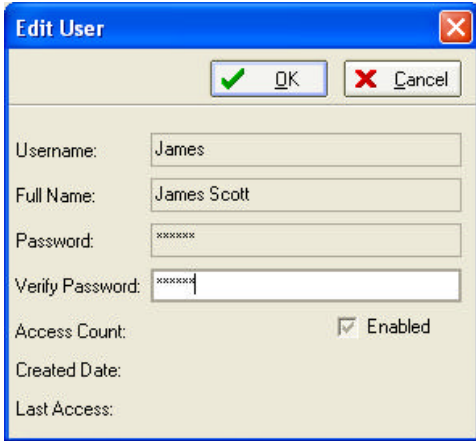 Edit User
OK Cancel
Username: James
Full Name: James Scott
Password: ******
Verify Password: ******
Access Count: Enabled
Created Date:
Last Access: